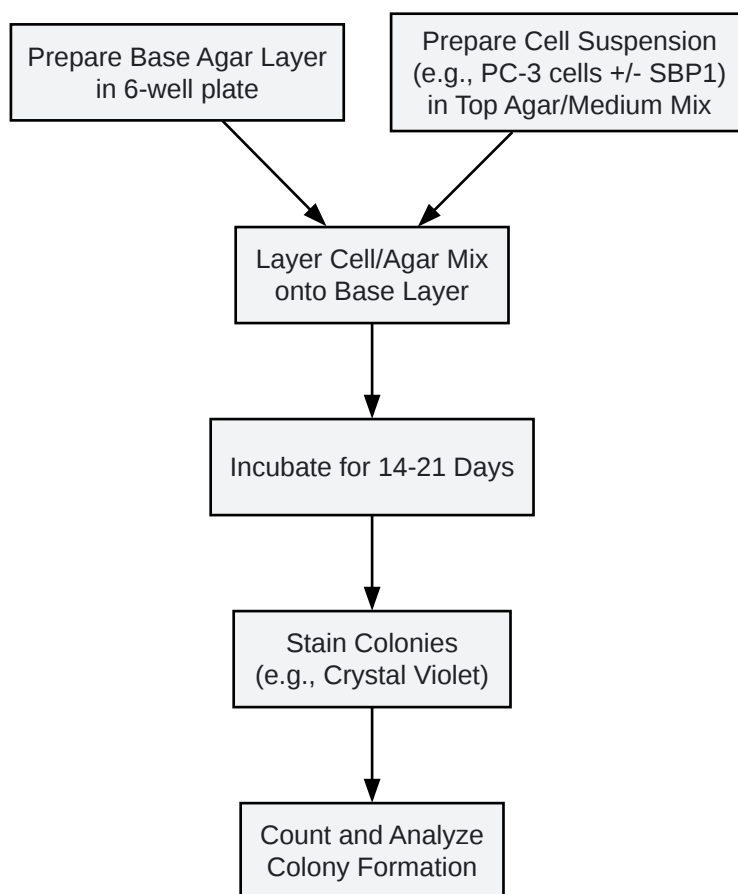 Prepare Base Agar Layer
in 6-well plate
Prepare Cell Suspension
(e.g., PC-3 cells +/- SBP1)
in Top Agar/Medium Mix
Layer Cell/Agar Mix
onto Base Layer
Incubate for 14-21 Days
Stain Colonies
(e.g., Crystal Violet)
Count and Analyze
Colony Formation